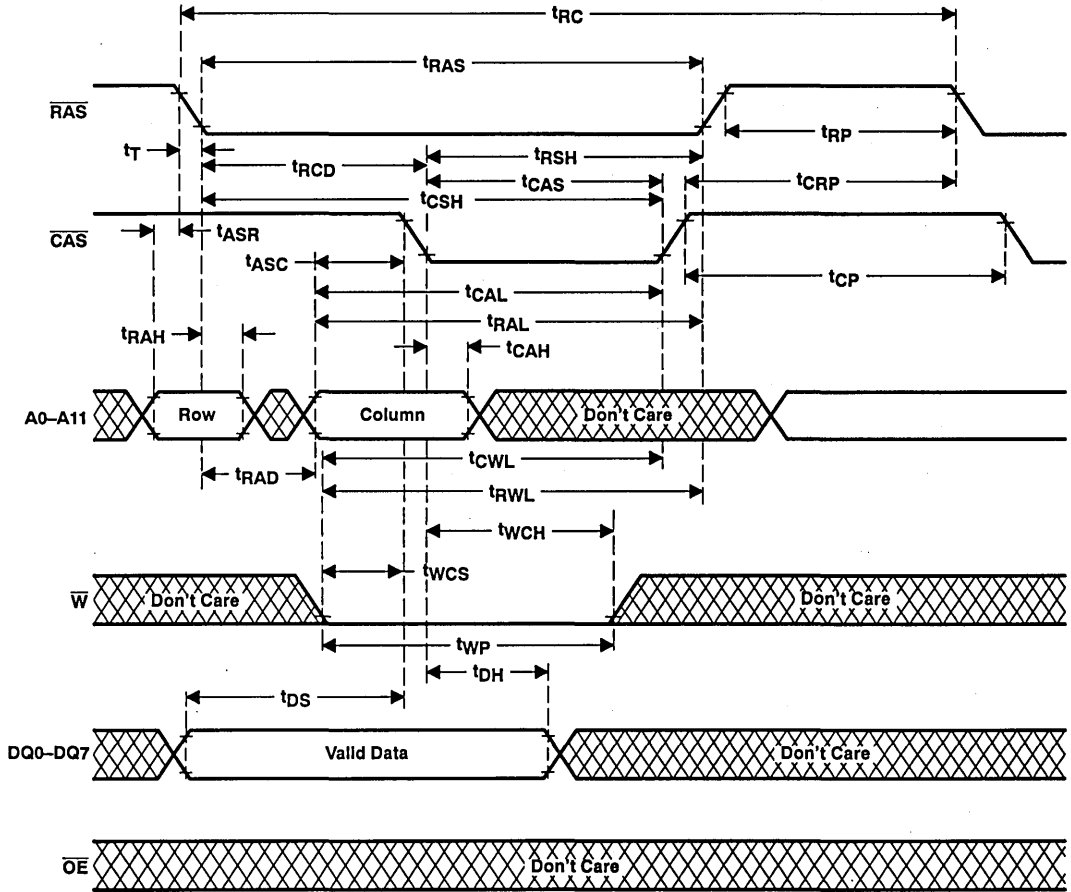 tRC
tRAS
RAS
tRP
tT
tRCD
tRSH
tCAS
tCRP
tCSH
CAS
tASR
tASC
tCP
tCAL
tRAL
tRAH
tCAH
A0–A11
Row
Column
Don't Care
tCWL
tRAD
tRWL
tWCH
tWCS
W
Don't Care
Don't Care
tWP
tDH
tDS
DQ0–DQ7
Valid Data
Don't Care
OE
Don't Care